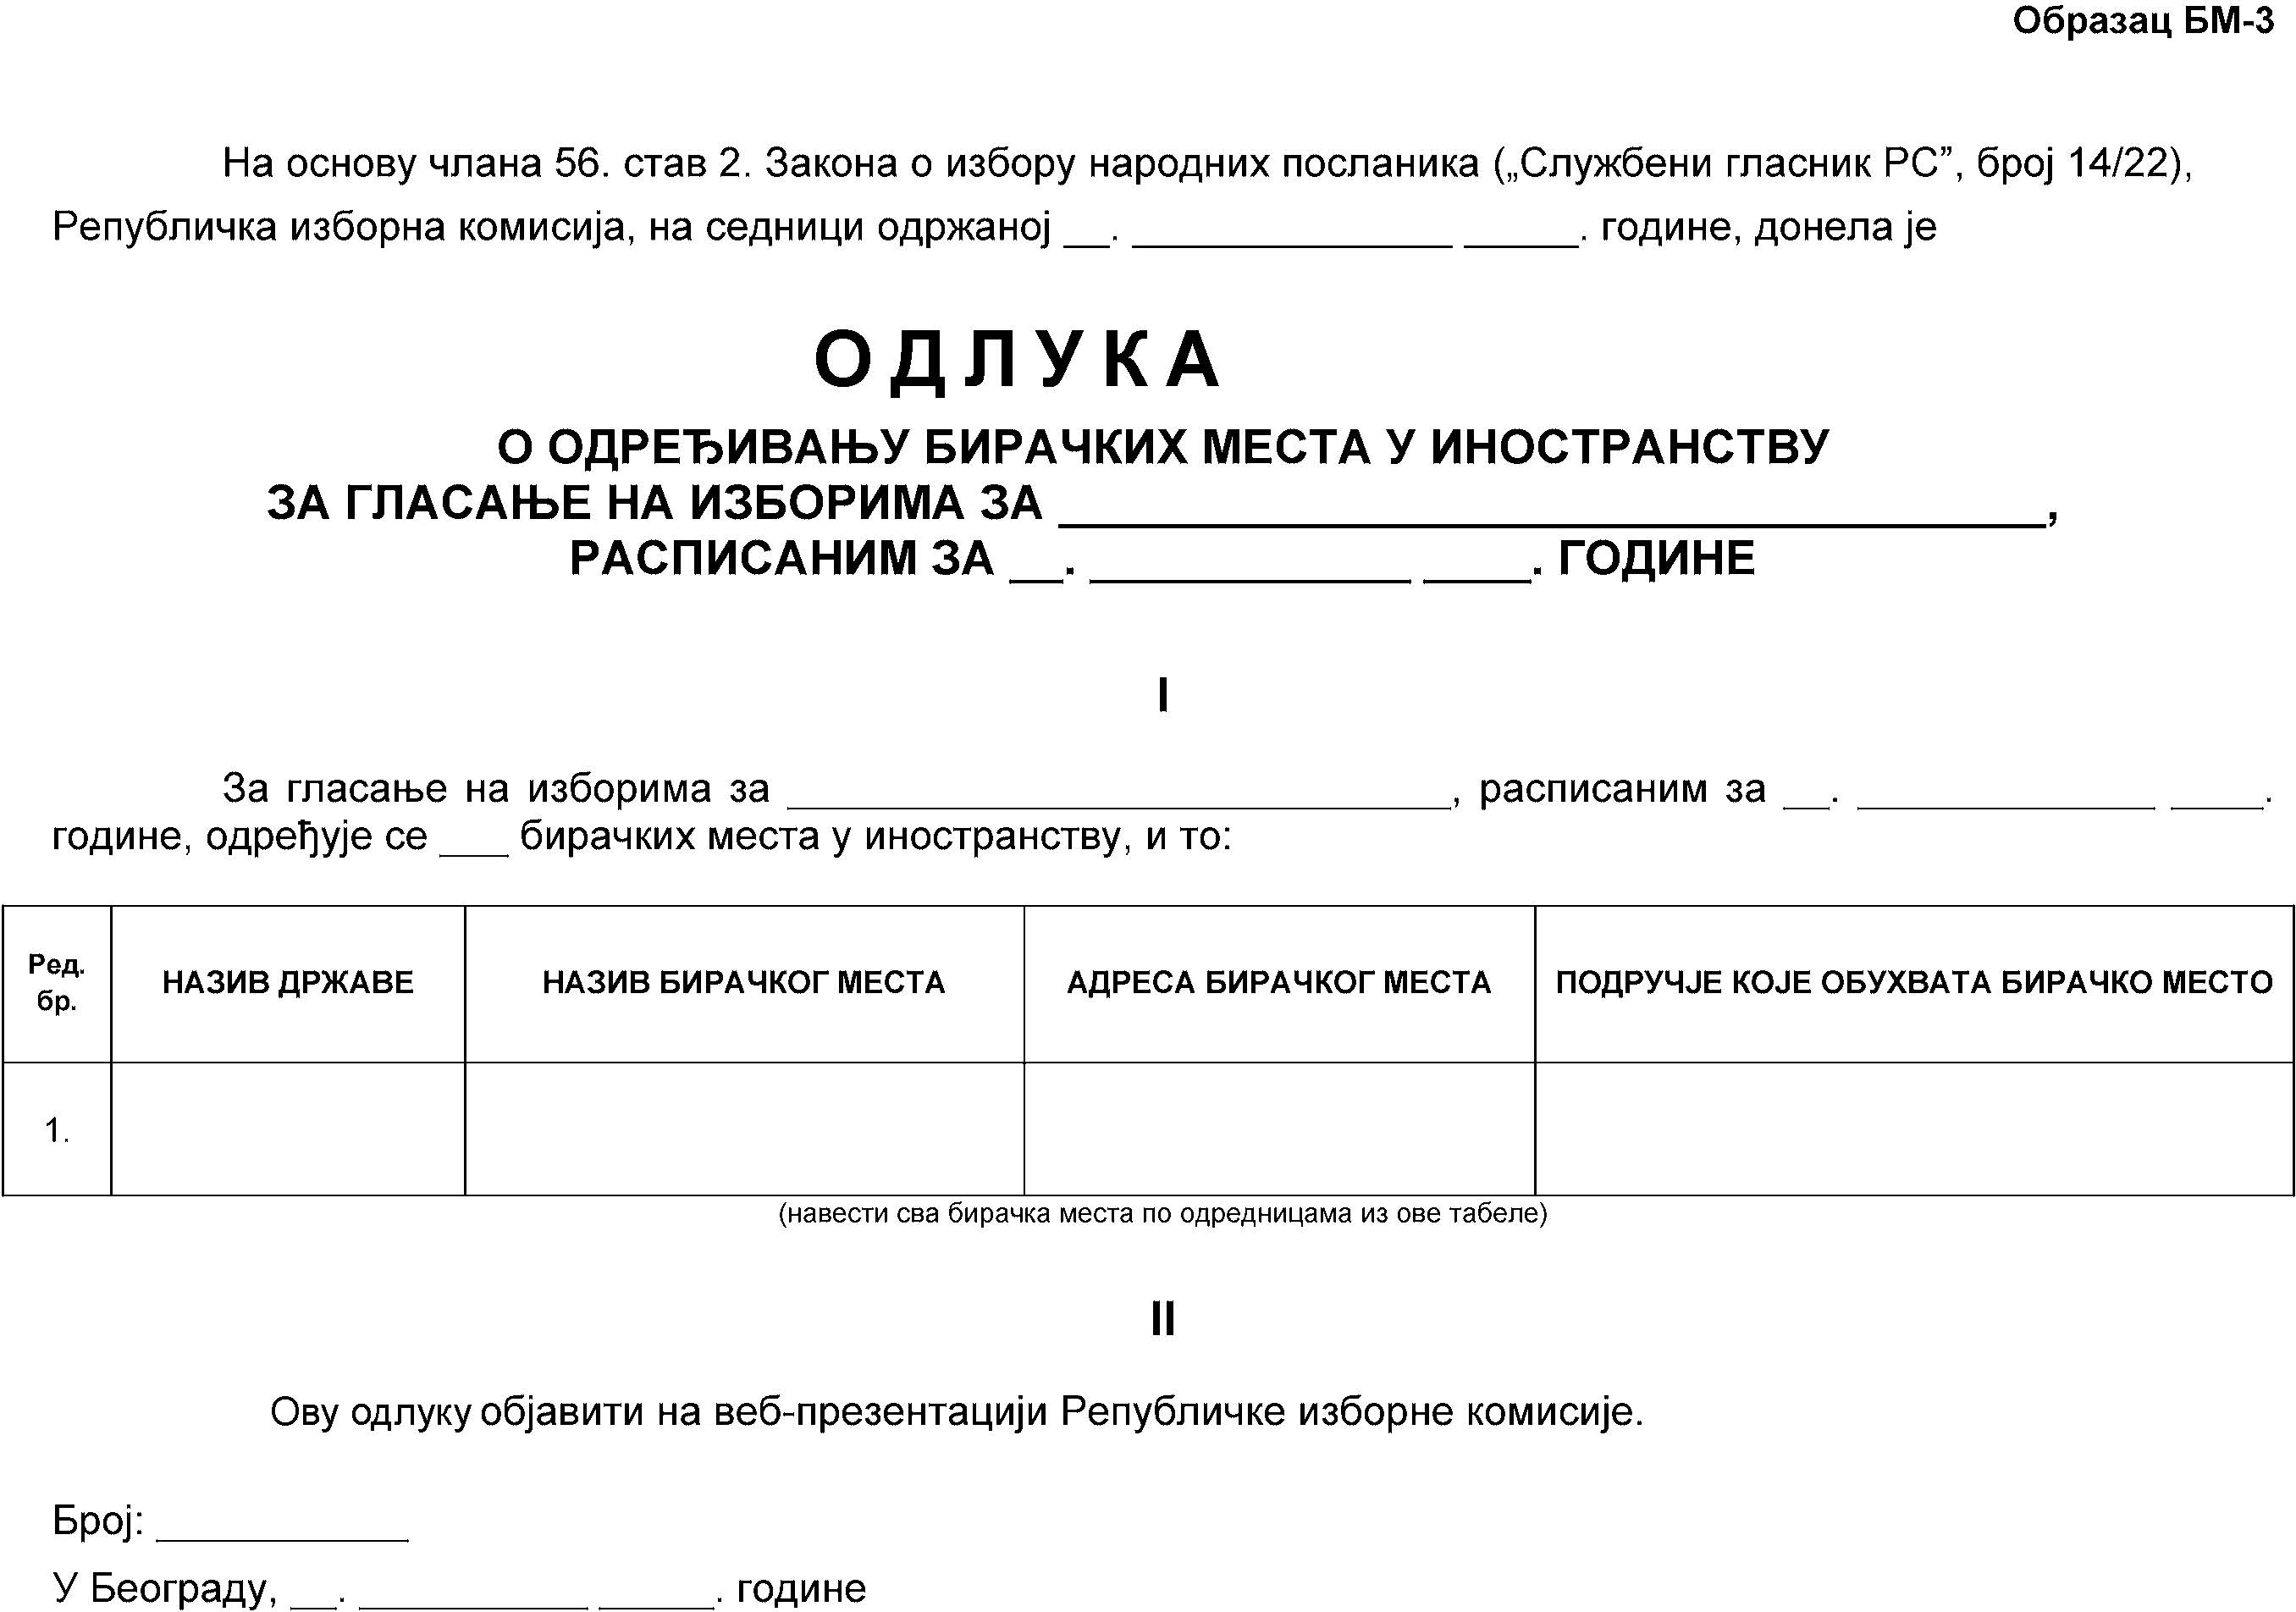 Образац БМ-3
На основу члана 56. став 2. Закона о избору народних посланика („Службени гласник РС”, број 14/22),
Републичка изборна комисија, на седници одржаној __. ______________ _____. године, донела је
О Д Л У К А
О ОДРЕЂИВАЊУ БИРАЧКИХ МЕСТА У ИНОСТРАНСТВУ
ЗА ГЛАСАЊЕ НА ИЗБОРИМА ЗА _____________________________________,
РАСПИСАНИМ ЗА __. ____________ ____. ГОДИНЕ
I
За гласање на изборима за _____________________________, расписаним за __. _____________ ____.
године, одређује се ___ бирачких места у иностранству, и то:
Ред. бр. НАЗИВ ДРЖАВЕ НАЗИВ БИРАЧКОГ МЕСТА АДРЕСА БИРАЧКОГ МЕСТА ПОДРУЧЈЕ КОЈЕ ОБУХВАТА БИРАЧКО МЕСТО
1.
(навести сва бирачка места по одредницама из ове табеле)
II
Ову одлуку објавити на веб-презентацији Републичке изборне комисије.
Број: ___________
У Београду, __. __________ _____. године